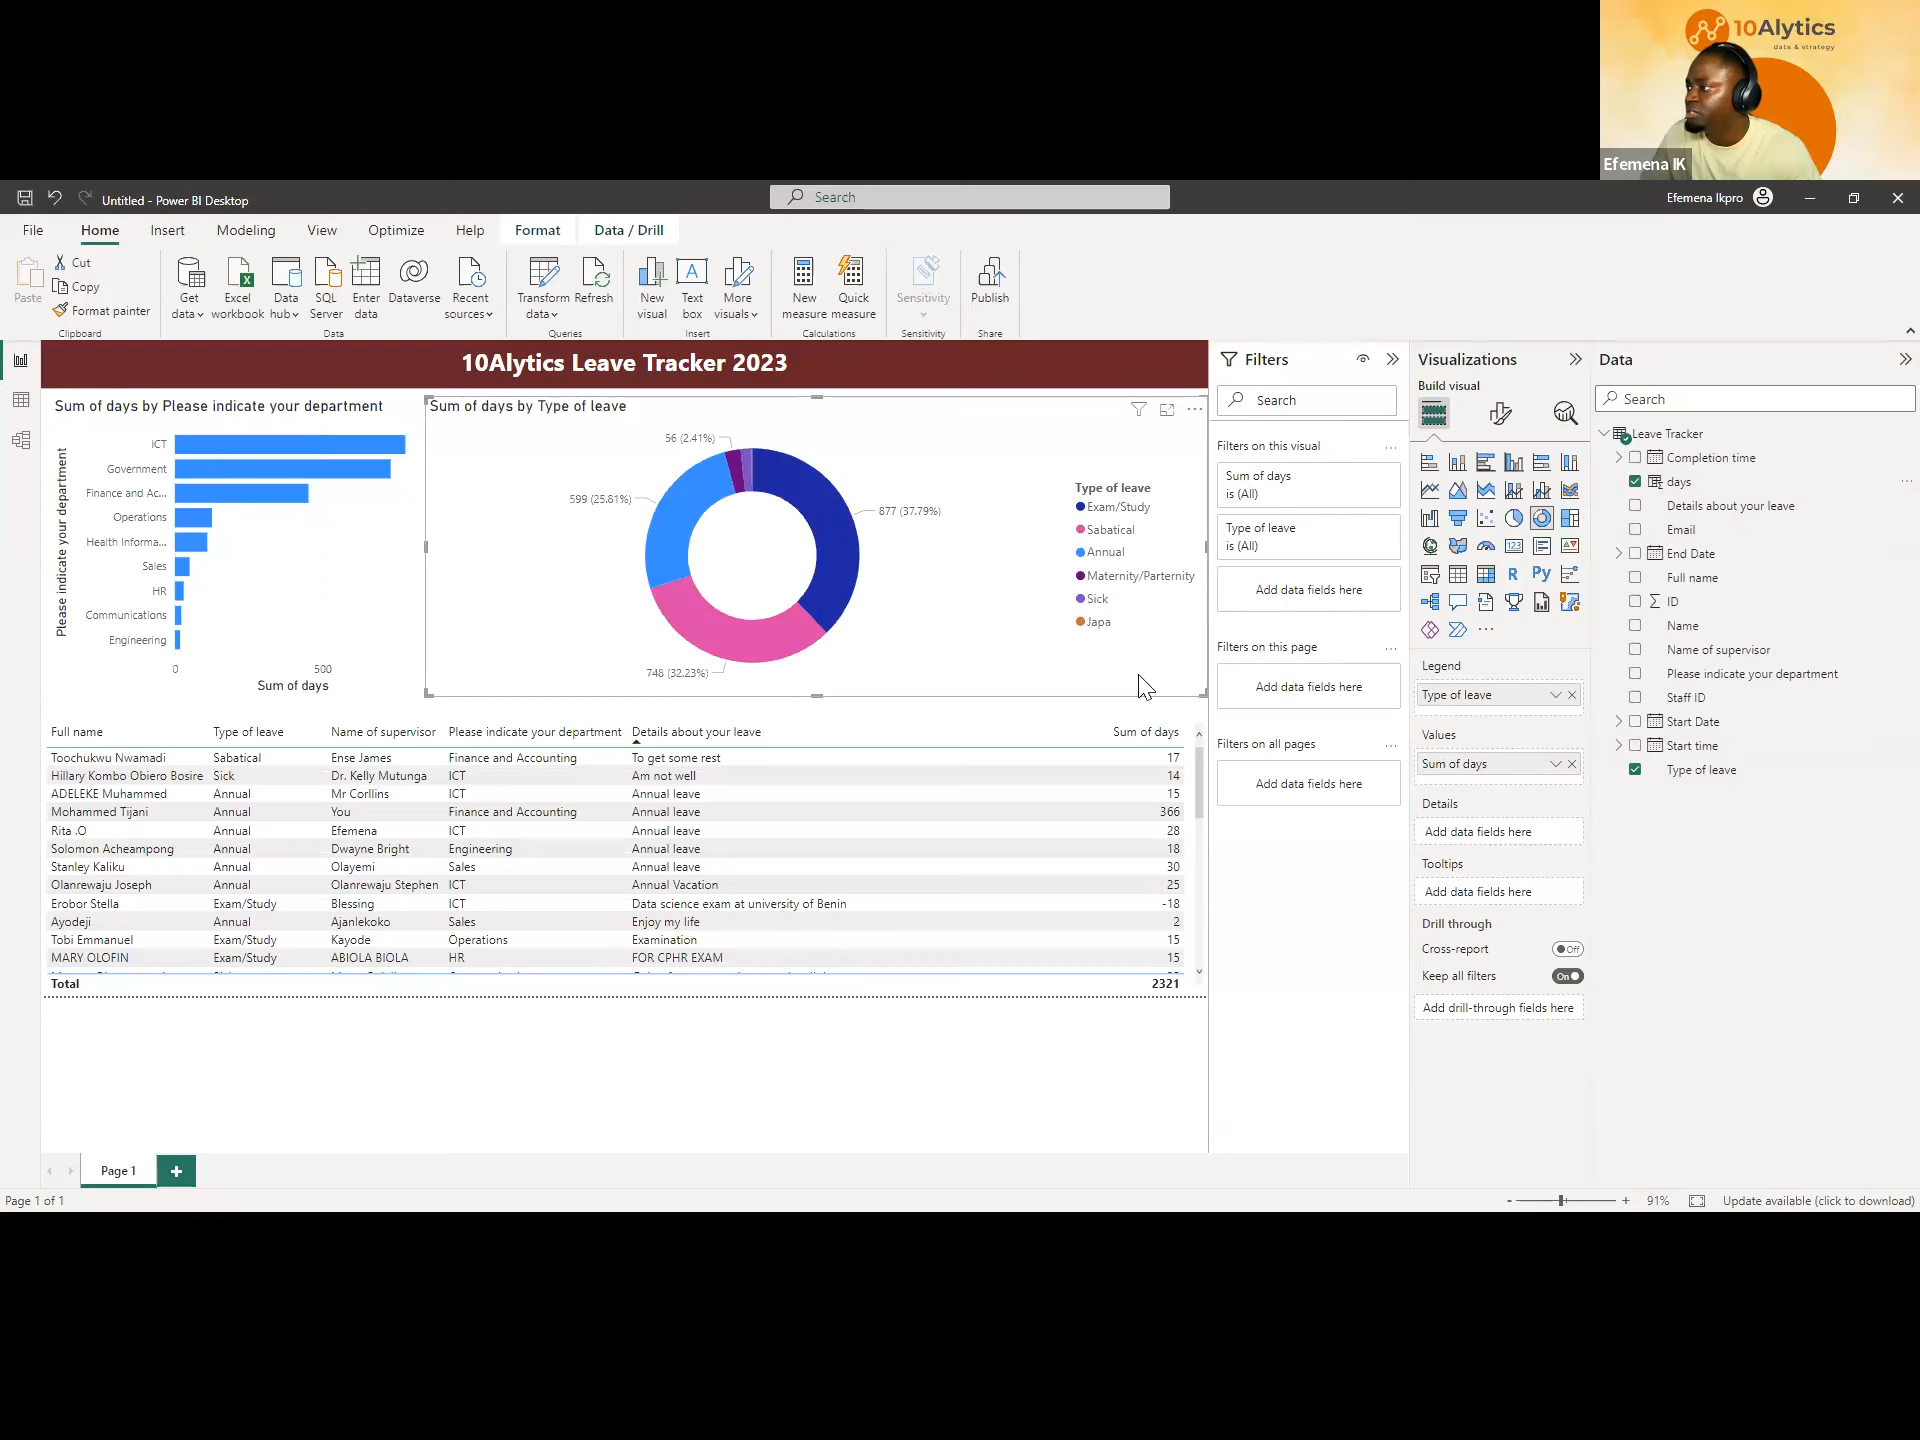 10Alytics
data & strategy
Efemena IK
Untitled - Power BI Desktop
Search
Efemena Ikpro
File Home Insert Modeling View Optimize Help Format Data / Drill
Paste
Cut
Copy
Format painter
Clipboard
Get data
Excel workbook
Data hub
SQL Server
Enter data
Dataverse
Recent sources
Data
Transform data
Refresh
Queries
New visual
Text box
More visuals
Insert
New measure
Quick measure
Calculations
Sensitivity
Sensitivity
Publish
Share
10Alytics Leave Tracker 2023
Sum of days by Please indicate your department
Please indicate your department
ICT
Government
Finance and Ac...
Operations
Health Informa...
Sales
HR
Communications
Engineering
0 500
Sum of days
Sum of days by Type of leave
56 (2.41%)
599 (25.81%)
877 (37.79%)
748 (32.23%)
Type of leave
Exam/Study
Sabatical
Annual
Maternity/Parternity
Sick
Japa
Full name Type of leave Name of supervisor Please indicate your department Details about your leave Sum of days
Toochukwu Nwamadi Sabatical Ense James Finance and Accounting To get some rest 17
Hillary Kombo Obiero Bosire Sick Dr. Kelly Mutunga ICT Am not well 14
ADELEKE Muhammed Annual Mr Corllins ICT Annual leave 15
Mohammed Tijani Annual You Finance and Accounting Annual leave 366
Rita .O Annual Efemena ICT Annual leave 28
Solomon Acheampong Annual Dwayne Bright Engineering Annual leave 18
Stanley Kaliku Annual Olayemi Sales Annual leave 30
Olanrewaju Joseph Annual Olanrewaju Stephen ICT Annual Vacation 25
Erobor Stella Exam/Study Blessing ICT Data science exam at university of Benin -18
Ayodeji Annual Ajanlekoko Sales Enjoy my life 2
Tobi Emmanuel Exam/Study Kayode Operations Examination 15
MARY OLOFIN Exam/Study ABIOLA BIOLA HR FOR CPHR EXAM 15
Total 2321
Filters
Search
Filters on this visual
Sum of days
is (All)
Type of leave
is (All)
Add data fields here
Filters on this page
Add data fields here
Filters on all pages
Add data fields here
Visualizations
Build visual
123
R
Py
Legend
Type of leave
Values
Sum of days
Details
Add data fields here
Tooltips
Add data fields here
Drill through
Cross-report Off
Keep all filters On
Add drill-through fields here
Data
Search
Leave Tracker
Completion time
days
Details about your leave
Email
End Date
Full name
ID
Name
Name of supervisor
Please indicate your department
Staff ID
Start Date
Start time
Type of leave
Page 1
Page 1 of 1
91%
Update available (click to download)